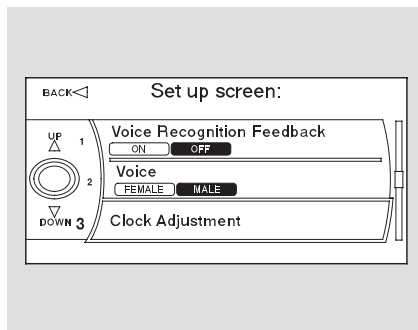 BACK
Set up screen:
UP
1
Voice Recognition Feedback
ON OFF
2
Voice
FEMALE MALE
DOWN
3
Clock Adjustment